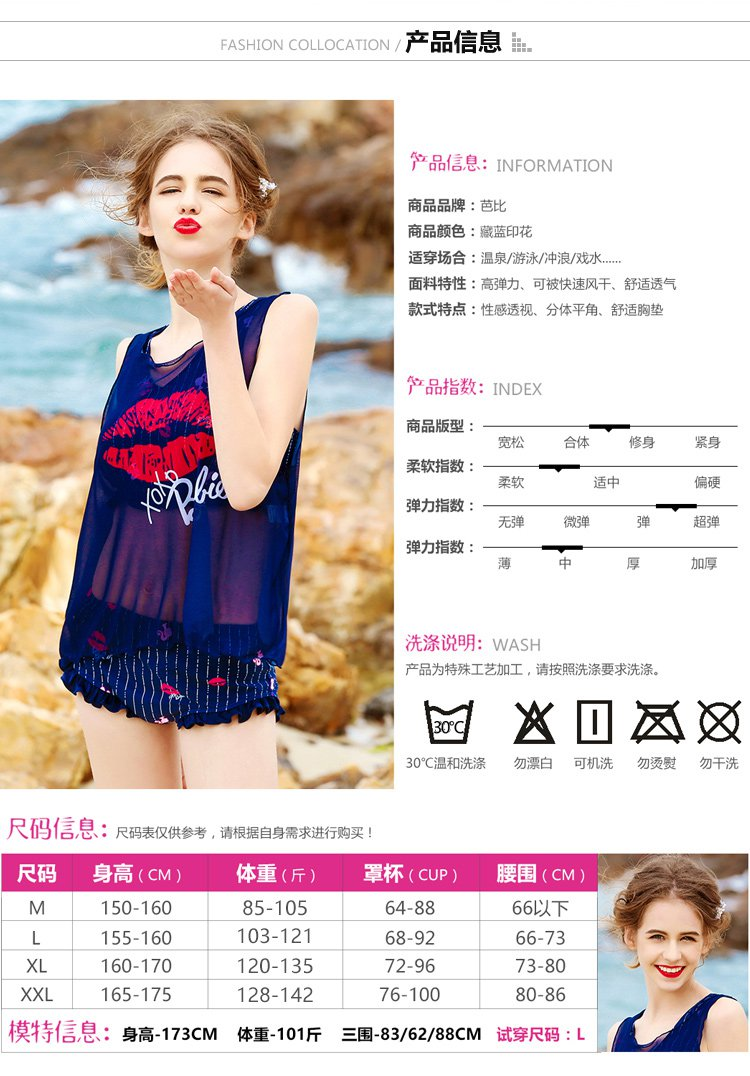 FASHION COLLOCATION / 产品信息
产品信息: INFORMATION
商品品牌：芭比
商品颜色：藏蓝印花
适穿场合：温泉/游泳/冲浪/戏水......
面料特性：高弹力、可被快速风干、舒适透气
款式特点：性感透视、分体平角、舒适胸垫
XOXO
产品指数: INDEX
商品版型：
宽松 合体 修身 紧身
柔软指数：
柔软 适中 偏硬
弹力指数：
无弹 微弹 弹 超弹
弹力指数：
薄 中 厚 加厚
洗涤说明: WASH
产品为特殊工艺加工，请按照洗涤要求洗涤。
30℃
30℃温和洗涤 勿漂白 可机洗 勿烫熨 勿干洗
尺码信息: 尺码表仅供参考，请根据自身需求进行购买！
尺码 身高（CM） 体重（斤） 罩杯（CUP） 腰围（CM）
M 150-160 85-105 64-88 66以下
L 155-160 103-121 68-92 66-73
XL 160-170 120-135 72-96 73-80
XXL 165-175 128-142 76-100 80-86
模特信息: 身高-173CM 体重-101斤 三围-83/62/88CM 试穿尺码：L